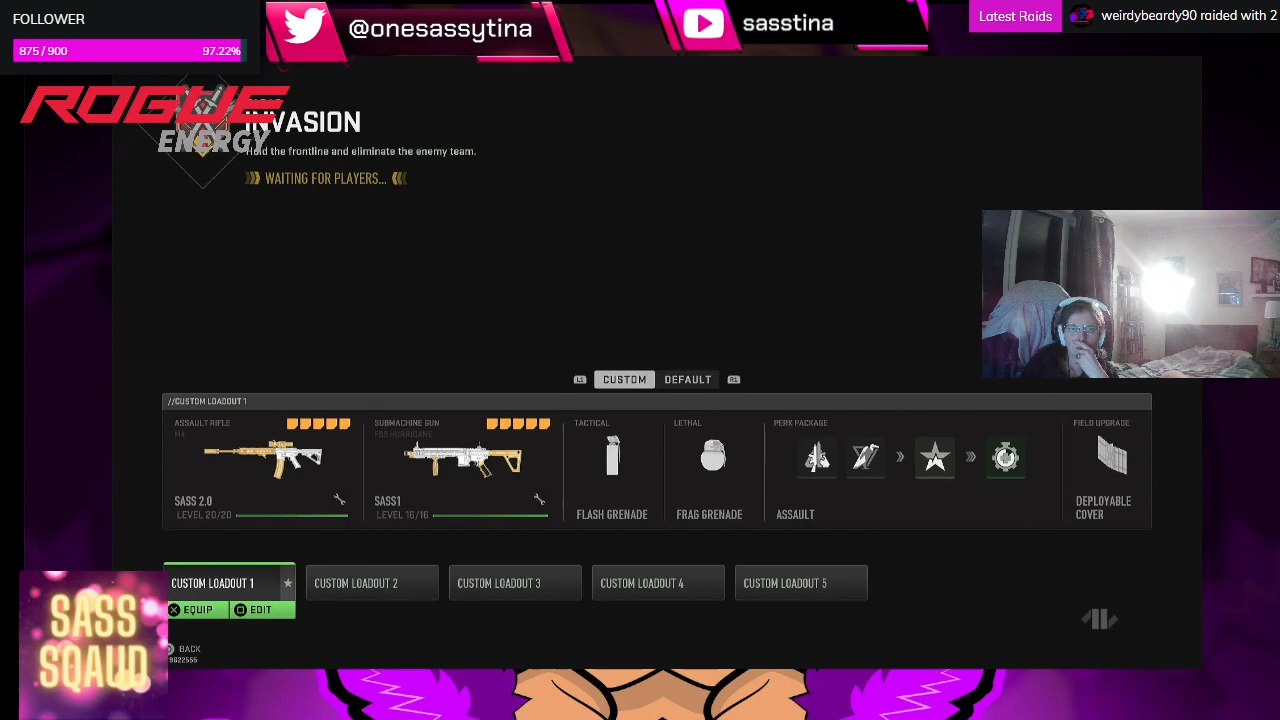 FOLLOWER
875 / 900
97.22%
@onesassytina
sasstina
Latest Raids
weirdybeardy90 raided with 2
ROGUE
ENERGY
INVASION
Hold the frontline and eliminate the enemy team.
WAITING FOR PLAYERS...
L1
CUSTOM
DEFAULT
R1
//CUSTOM LOADOUT 1
ASSAULT RIFLE
M4
SASS 2.0
LEVEL 20/20
SUBMACHINE GUN
FSS HURRICANE
SASS1
LEVEL 16/16
TACTICAL
FLASH GRENADE
LETHAL
FRAG GRENADE
PERK PACKAGE
ASSAULT
FIELD UPGRADE
DEPLOYABLE
COVER
CUSTOM LOADOUT 1
EQUIP
EDIT
CUSTOM LOADOUT 2
CUSTOM LOADOUT 3
CUSTOM LOADOUT 4
CUSTOM LOADOUT 5
BACK
9822555
SASS
SQAUD